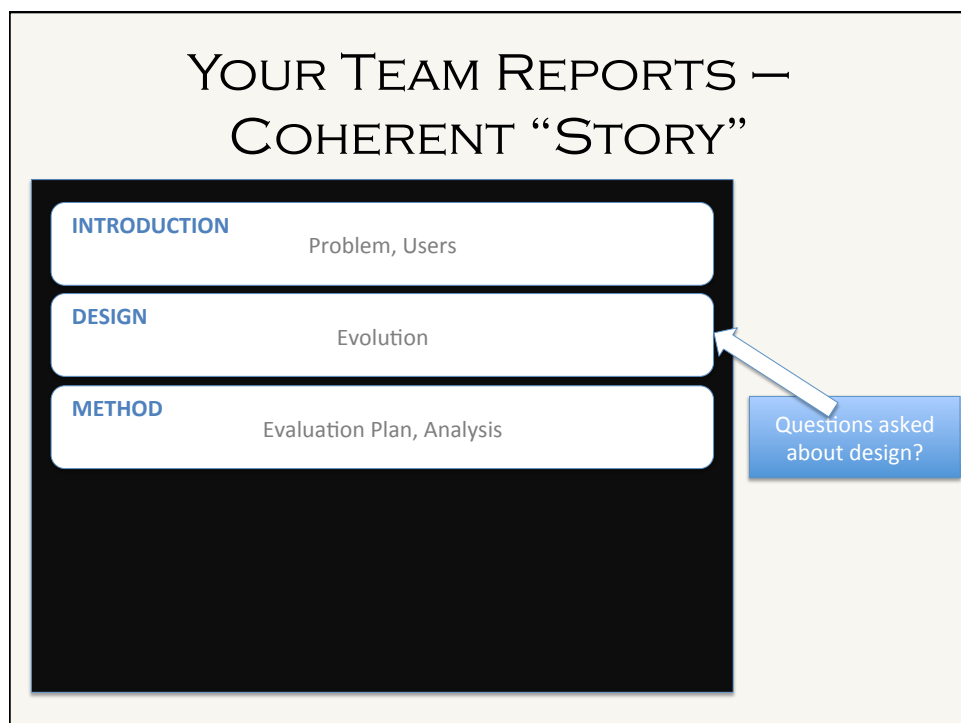 YOUR TEAM REPORTS –
COHERENT “STORY”
INTRODUCTION
Problem, Users
DESIGN
Evolution
METHOD
Evaluation Plan, Analysis
Questions asked
about design?